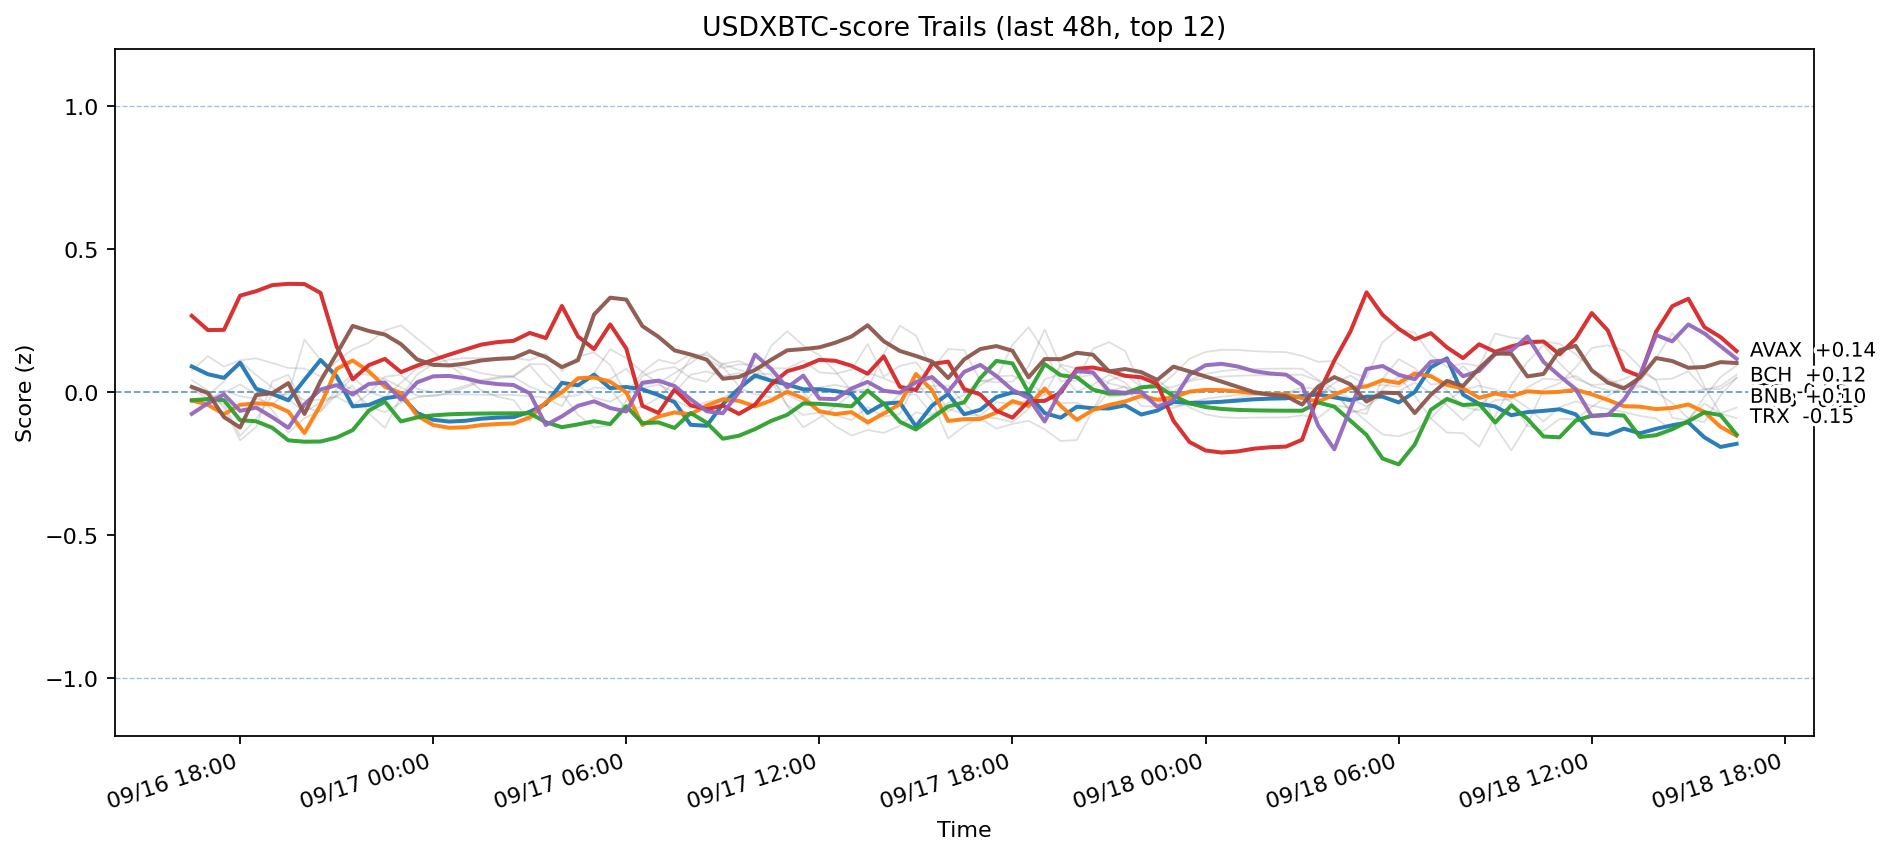 USDXBTC-score Trails (last 48h, top 12)
Score (z)
1.0
0.5
0.0
−0.5
−1.0
AVAX +0.14
BCH +0.12
BNB +0.10
TRX -0.15
09/16 18:00
09/17 00:00
09/17 06:00
09/17 12:00
09/17 18:00
09/18 00:00
09/18 06:00
09/18 12:00
09/18 18:00
Time